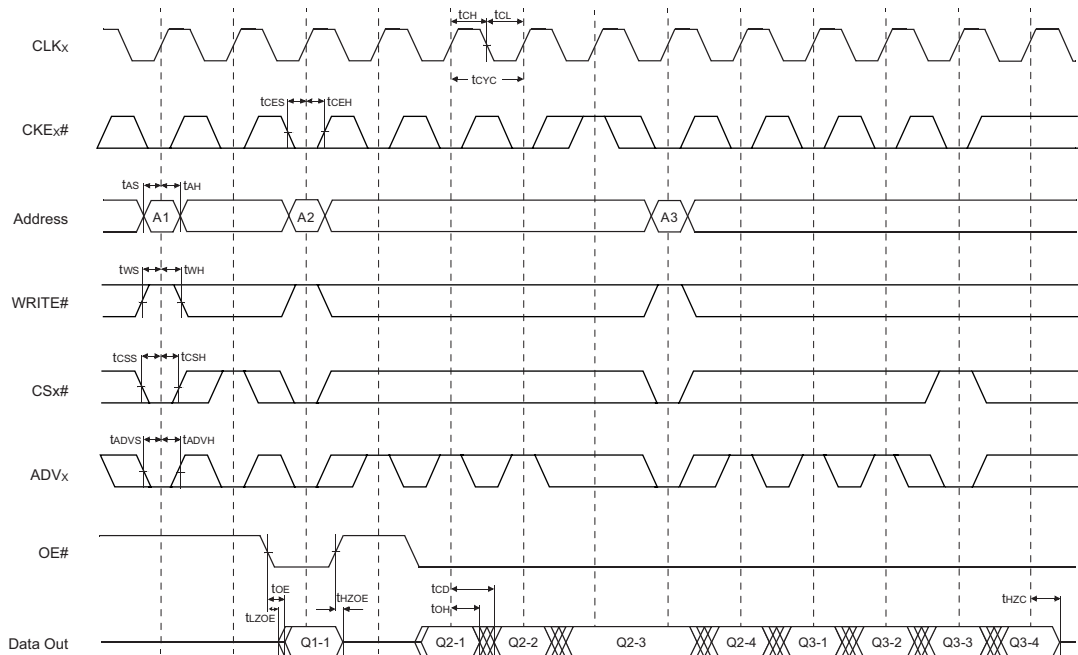 tCH tCL
CLKx
tCYC
tCES tCEH
CKEx#
tAS tAH
Address A1 A2 A3
tWS tWH
WRITE#
tCSS tCSH
CSx#
tADVS tADVH
ADVx
OE#
tOE tHZOE tCD tHZC
tLZOE tOH
Data Out Q1-1 Q2-1 Q2-2 Q2-3 Q2-4 Q3-1 Q3-2 Q3-3 Q3-4